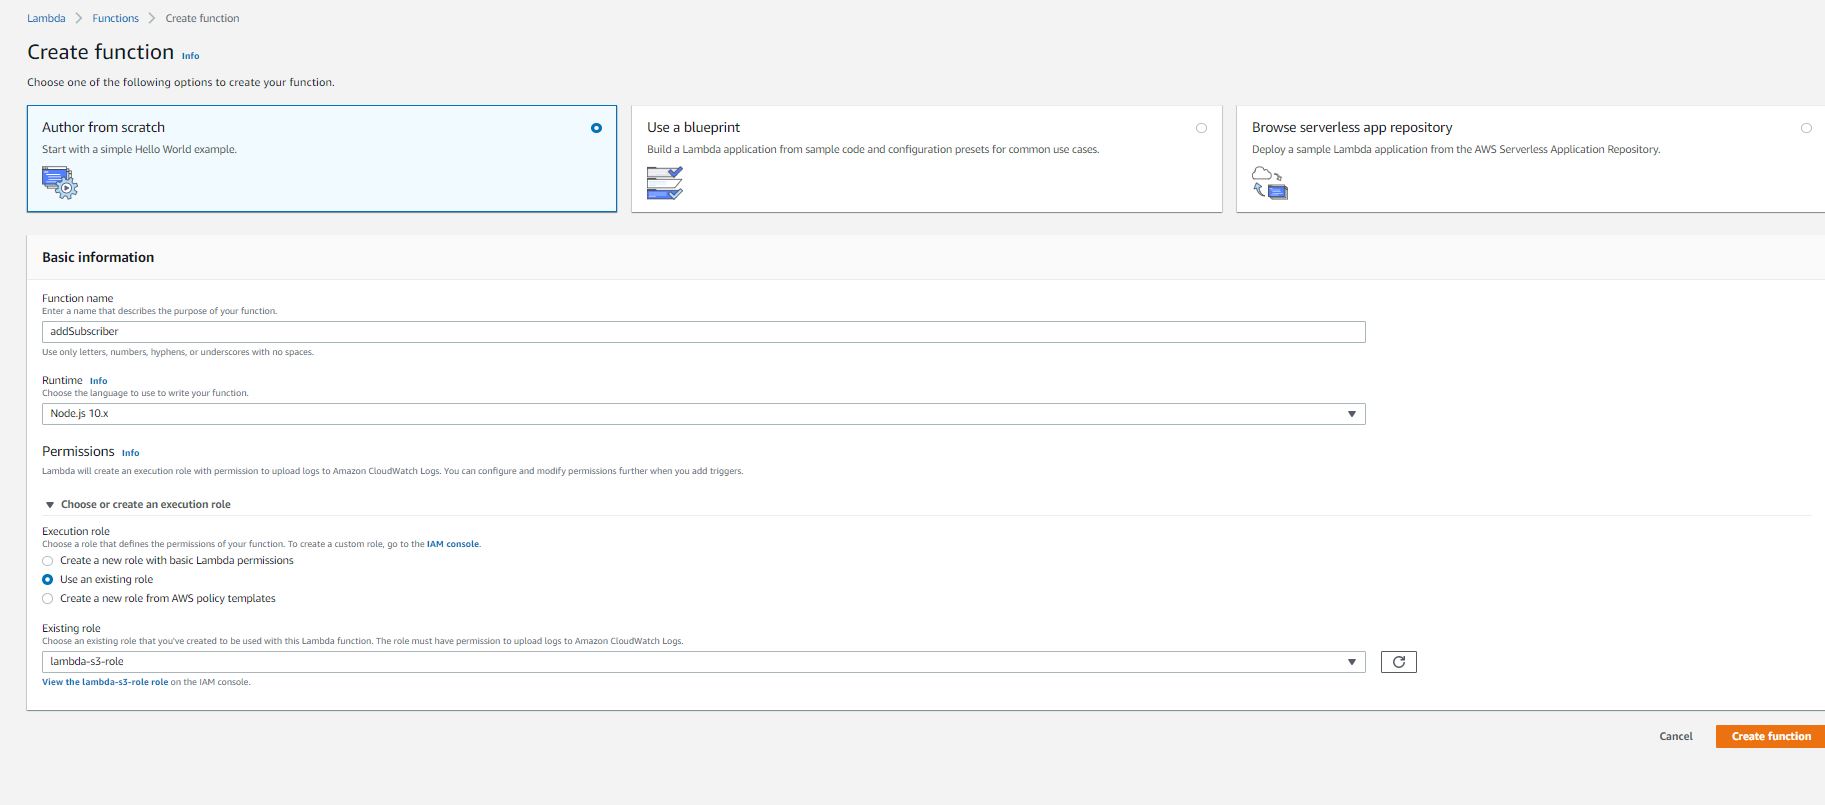 Lambda > Functions > Create function
Create function Info
Choose one of the following options to create your function.
Author from scratch
Start with a simple Hello World example.
Use a blueprint
Build a Lambda application from sample code and configuration presets for common use cases.
Browse serverless app repository
Deploy a sample Lambda application from the AWS Serverless Application Repository.
Basic information
Function name
Enter a name that describes the purpose of your function.
addSubscriber
Use only letters, numbers, hyphens, or underscores with no spaces.
Runtime Info
Choose the language to use to write your function.
Node.js 10.x
Permissions Info
Lambda will create an execution role with permission to upload logs to Amazon CloudWatch Logs. You can configure and modify permissions further when you add triggers.
Choose or create an execution role
Execution role
Choose a role that defines the permissions of your function. To create a custom role, go to the IAM console.
Create a new role with basic Lambda permissions
Use an existing role
Create a new role from AWS policy templates
Existing role
Choose an existing role that you've created to be used with this Lambda function. The role must have permission to upload logs to Amazon CloudWatch Logs.
lambda-s3-role
View the lambda-s3-role role on the IAM console.
Cancel
Create function